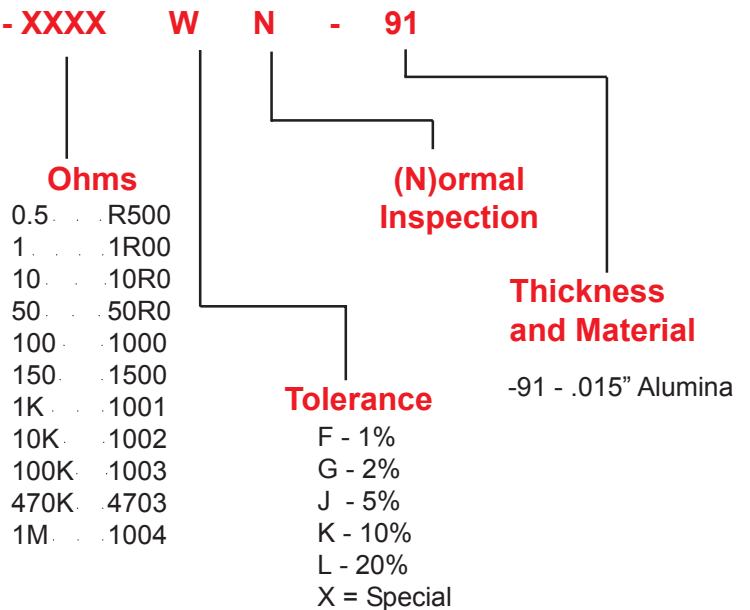 - XXXX W N - 91
Ohms
0.5 . . R500
1 . . . 1R00
10 . . 10R0
50 . . 50R0
100 . . 1000
150 . . 1500
1K . . 1001
10K . . 1002
100K . . 1003
470K . . 4703
1M . . . 1004
(N)ormal
Inspection
Thickness
and Material
-91 - .015” Alumina
Tolerance
F - 1%
G - 2%
J - 5%
K - 10%
L - 20%
X = Special